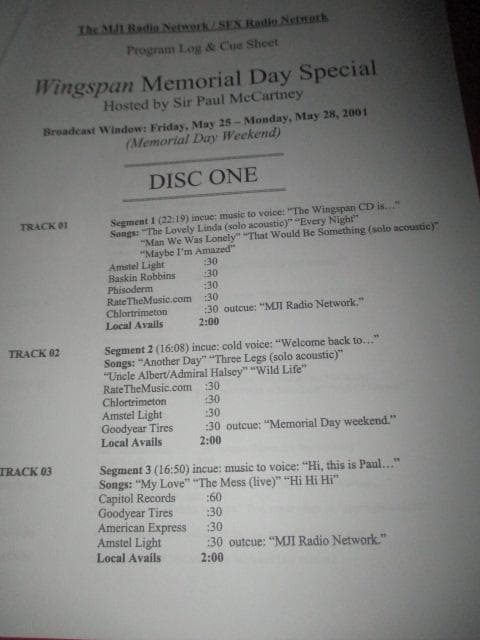 The MJI Radio Network / SFX Radio Network
Program Log & Cue Sheet
Wingspan Memorial Day Special
Hosted by Sir Paul McCartney
Broadcast Window: Friday, May 25 – Monday, May 28, 2001
(Memorial Day Weekend)
DISC ONE
TRACK 01 Segment 1 (22:19) incue: music to voice: “The Wingspan CD is…”
Songs: “The Lovely Linda (solo acoustic)” “Every Night”
“Man We Was Lonely” “That Would Be Something (solo acoustic)”
“Maybe I’m Amazed”
Amstel Light :30
Baskin Robbins :30
Phisoderm :30
RateTheMusic.com :30
Chlortrimeton :30 outcue: “MJI Radio Network.”
Local Avails 2:00
TRACK 02 Segment 2 (16:08) incue: cold voice: “Welcome back to…”
Songs: “Another Day” “Three Legs (solo acoustic)”
“Uncle Albert/Admiral Halsey” “Wild Life”
RateTheMusic.com :30
Chlortrimeton :30
Amstel Light :30
Goodyear Tires :30 outcue: “Memorial Day weekend.”
Local Avails 2:00
TRACK 03 Segment 3 (16:50) incue: music to voice: “Hi, this is Paul…”
Songs: “My Love” “The Mess (live)” “Hi Hi Hi”
Capitol Records :60
Goodyear Tires :30
American Express :30
Amstel Light :30 outcue: “MJI Radio Network.”
Local Avails 2:00